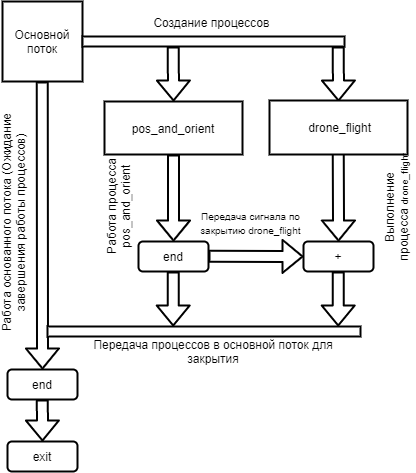 Создание процессов
Основной
поток
pos_and_orient
drone_flight
Работа основанного потока (Ожидание
завершения работы процессов)
Работа процесса
pos_and_orient
Передача сигнала по
закрытию drone_flight
Выполнение
процесса drone_flight
end
+
Передача процессов в основной поток для
закрытия
end
exit